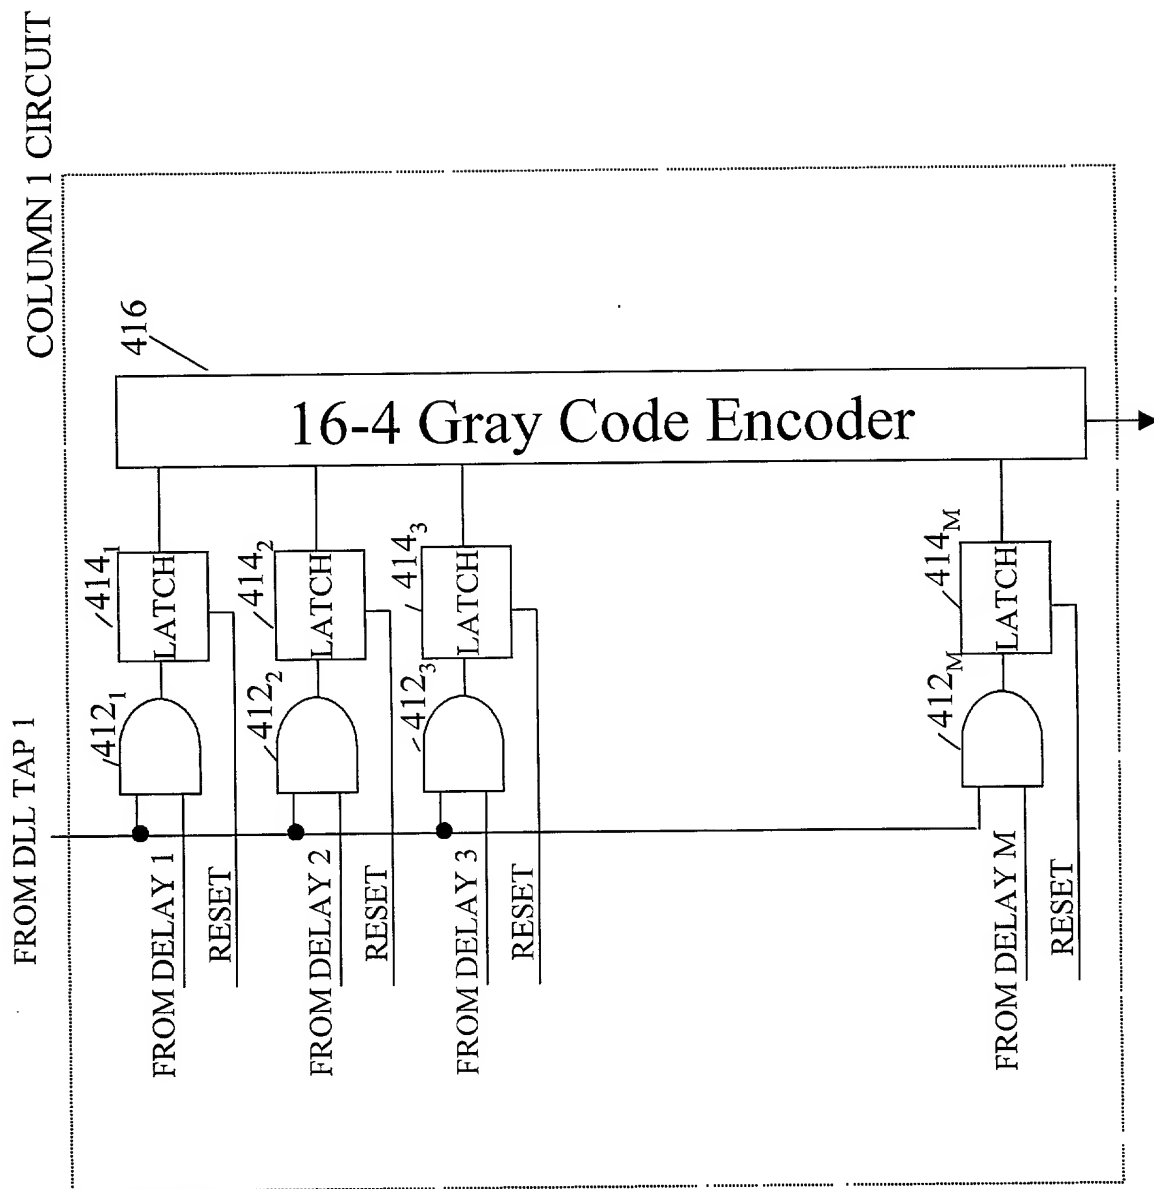 COLUMN 1 CIRCUIT
FROM DLL TAP 1
416
16-4 Gray Code Encoder
414₁
LATCH
414₂
LATCH
414₃
LATCH
414M
LATCH
412₁
412₂
412₃
412M
FROM DELAY 1
RESET
FROM DELAY 2
RESET
FROM DELAY 3
RESET
FROM DELAY M
RESET